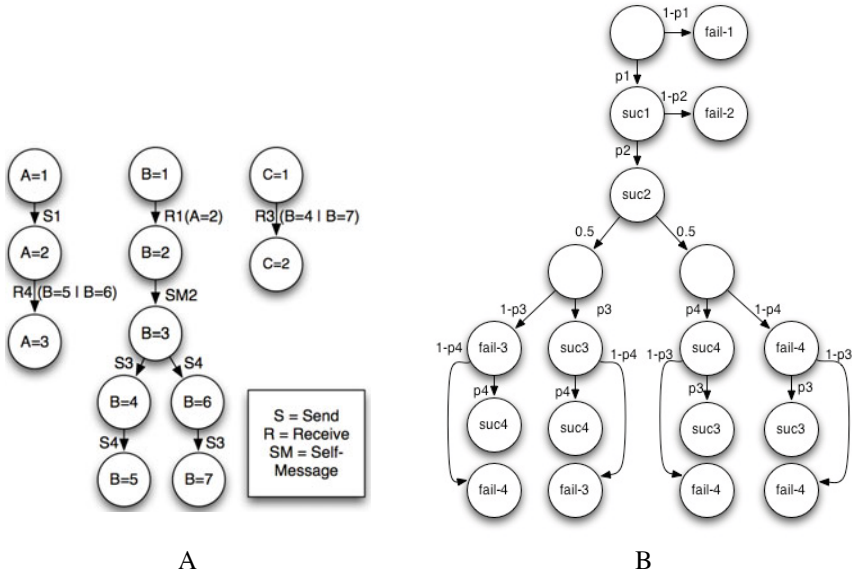 1-p1
fail-1
p1
suc1
1-p2
fail-2
p2
suc2
A=1
B=1
C=1
S1
R1(A=2)
R3 (B=4 | B=7)
0.5
0.5
A=2
B=2
C=2
R4 (B=5 | B=6)
SM2
A=3
B=3
1-p3
p3
p4
1-p4
S3
S4
1-p4
fail-3
suc3
1-p4
1-p3
suc4
fail-4
1-p3
B=4
B=6
p4
p4
p3
p3
S4
S3
S = Send
R = Receive
SM = Self-
Message
suc4
suc4
suc3
suc3
B=5
B=7
fail-4
fail-3
fail-4
fail-4
A
B